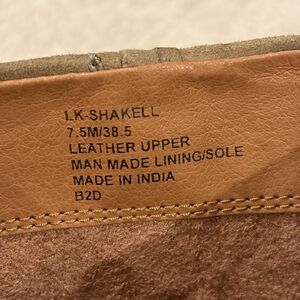 LK-SHAKELL
7.5M/38.5
LEATHER UPPER
MAN MADE LINING/SOLE
MADE IN INDIA
B2D